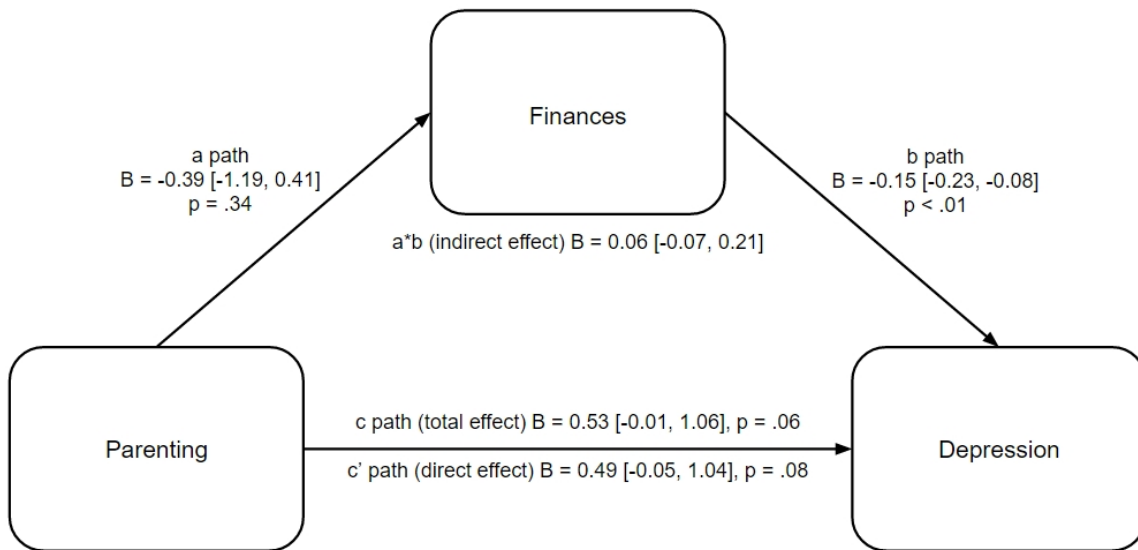 Finances
a path
B = -0.39 [-1.19, 0.41]
p = .34
b path
B = -0.15 [-0.23, -0.08]
p < .01
a*b (indirect effect) B = 0.06 [-0.07, 0.21]
Parenting
c path (total effect) B = 0.53 [-0.01, 1.06], p = .06
c' path (direct effect) B = 0.49 [-0.05, 1.04], p = .08
Depression